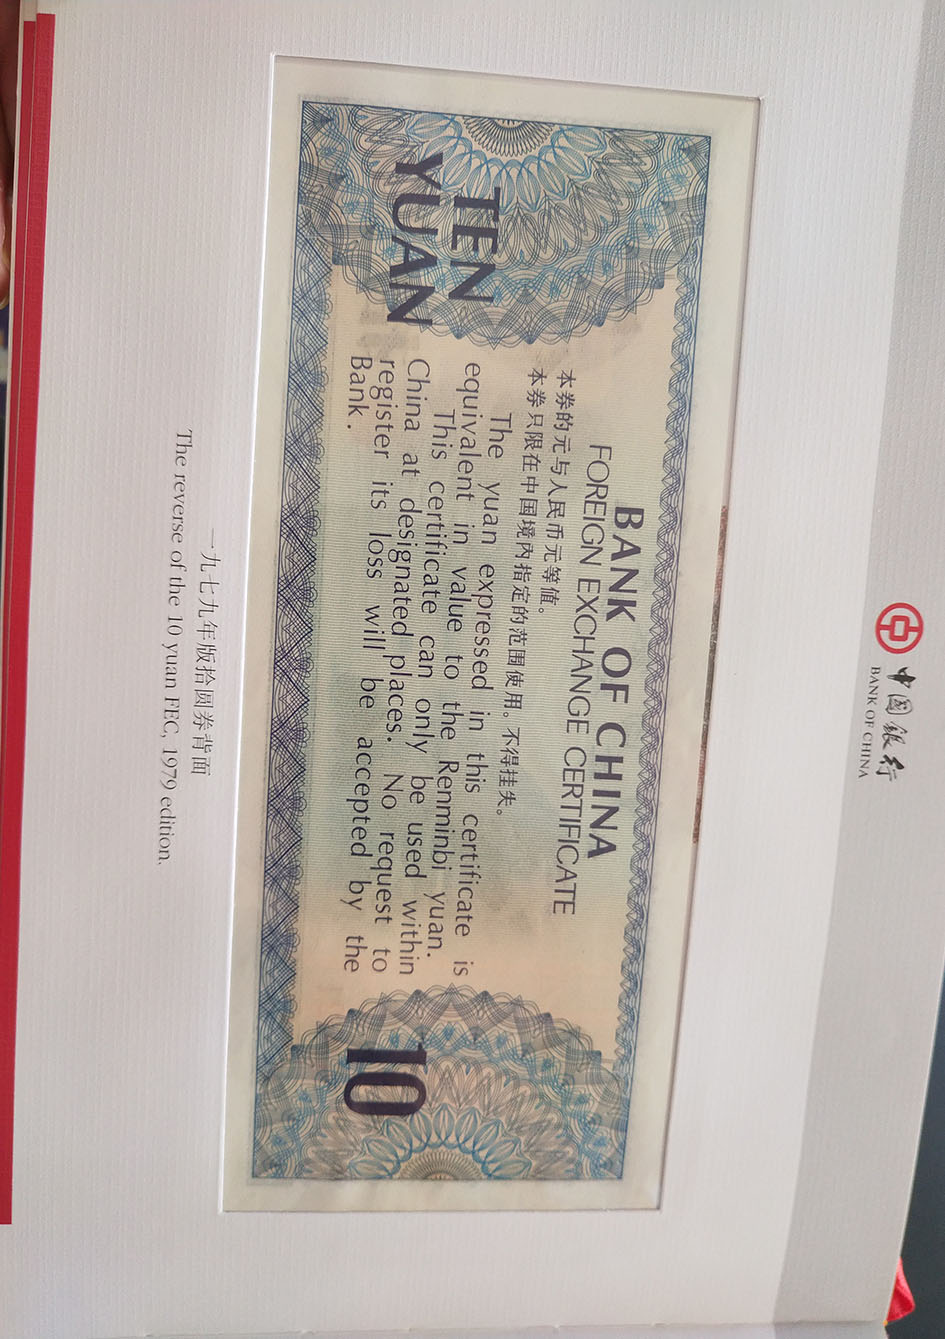 中国銀行
BANK OF CHINA
BANK OF CHINA
FOREIGN EXCHANGE CERTIFICATE
本券的元与人民币元等值。
本券只限在中国境内指定的范围使用。不得挂失。
The yuan expressed in this certificate is
equivalent in value to the Renminbi yuan.
This certificate can only be used within
China at designated places. No request to
register its loss will be accepted by the
Bank.
TEN
YUAN
10
一九七九年版拾圆券背面
The reverse of the 10 yuan FEC, 1979 edition.